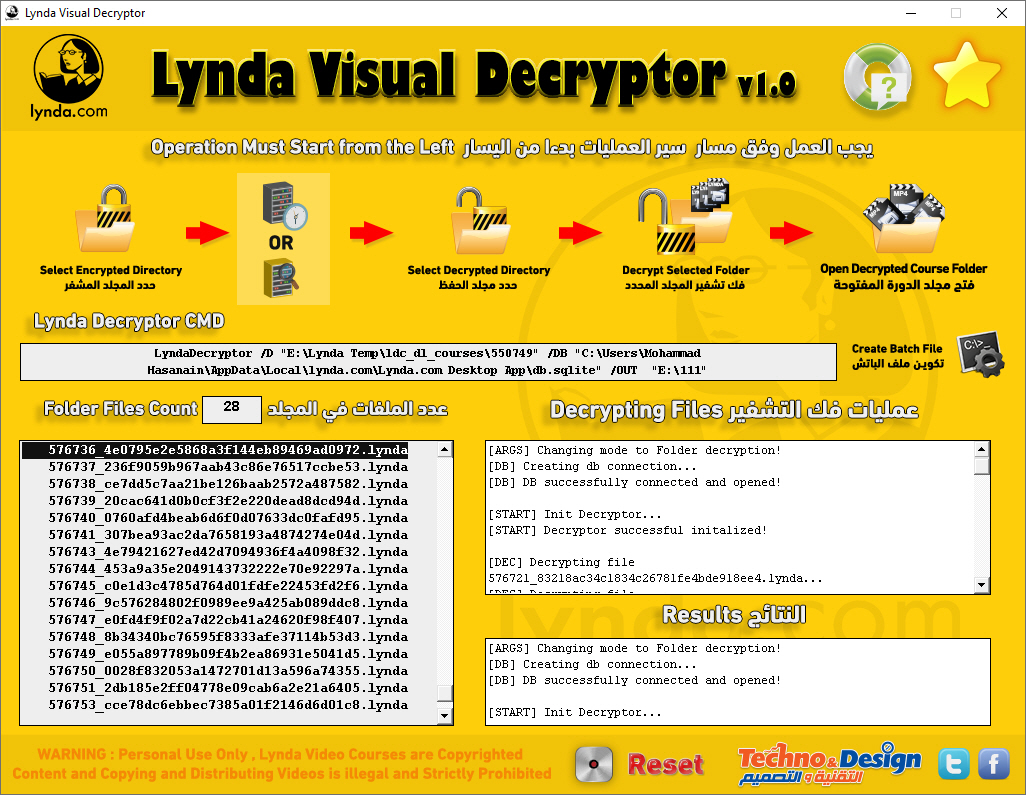 Lynda Visual Decryptor
lynda.com
Lynda Visual Decryptor v1.0
?
Operation Must Start from the Left يجب العمل وفق مسار سير العمليات بدءا من اليسار
Select Encrypted Directory
حدد المجلد المشفر
OR
Select Decrypted Directory
حدد مجلد الحفظ
LYNDA
Decrypt Selected Folder
فك تشفير المجلد المحدد
MP4
MP4
MP4
Open Decrypted Course Folder
فتح مجلد الدورة المفتوحة
Lynda Decryptor CMD
LyndaDecryptor /D "E:\Lynda Temp\ldc_dl_courses\550749" /DB "C:\Users\Mohammad
Hasanain\AppData\Local\lynda.com\Lynda.com Desktop App\db.sqlite" /OUT "E:\111"
Create Batch File
تكوين ملف الباتش
C:\>
Folder Files Count 28 عدد الملفات في المجلد
576736_4e0795e2e5868a3f144eb89469ad0972.lynda
576737_236f9059b967aab43c86e76517ccbe53.lynda
576738_ce7dd5c7aa21be126baab2572a487582.lynda
576739_20cac641d0b0cf3f2e220dead8dcd94d.lynda
576740_0760afd4beab6d6f0d07633dc0fafd95.lynda
576741_307bea93ac2da7658193a4874274e04d.lynda
576743_4e79421627ed42d7094936f4a4098f32.lynda
576744_453a9a35e2049143732222e70e92297a.lynda
576745_c0e1d3c4785d764d01fdfe22453fd2f6.lynda
576746_9c576284802f0989ee9a425ab089ddc8.lynda
576747_e0fd4f9f02a7d22cb41a24620f98f407.lynda
576748_8b34340bc76595f8333afe37114b53d3.lynda
576749_e055a897789b09f4b2ea86931e5041d5.lynda
576750_0028f832053a1472701d13a596a74355.lynda
576751_2db185e2ff04778e09cab6a2e21a6405.lynda
576753_cce78dc6ebbec7385a01f2146d6d01c8.lynda
Decrypting Files عمليات فك التشفير
[ARGS] Changing mode to Folder decryption!
[DB] Creating db connection...
[DB] DB successfully connected and opened!
[START] Init Decryptor...
[START] Decryptor successful initalized!
[DEC] Decrypting file
576721_83218ac34c1834c26781fe4bde918ee4.lynda...
[DEC] Decrypting file
lynda.com
Results النتائج
[ARGS] Changing mode to Folder decryption!
[DB] Creating db connection...
[DB] DB successfully connected and opened!
[START] Init Decryptor...
WARNING : Personal Use Only , Lynda Video Courses are Copyrighted
Content and Copying and Distributing Videos is illegal and Strictly Prohibited
Reset
Techno & Design
التقنية و التصميم
t
f